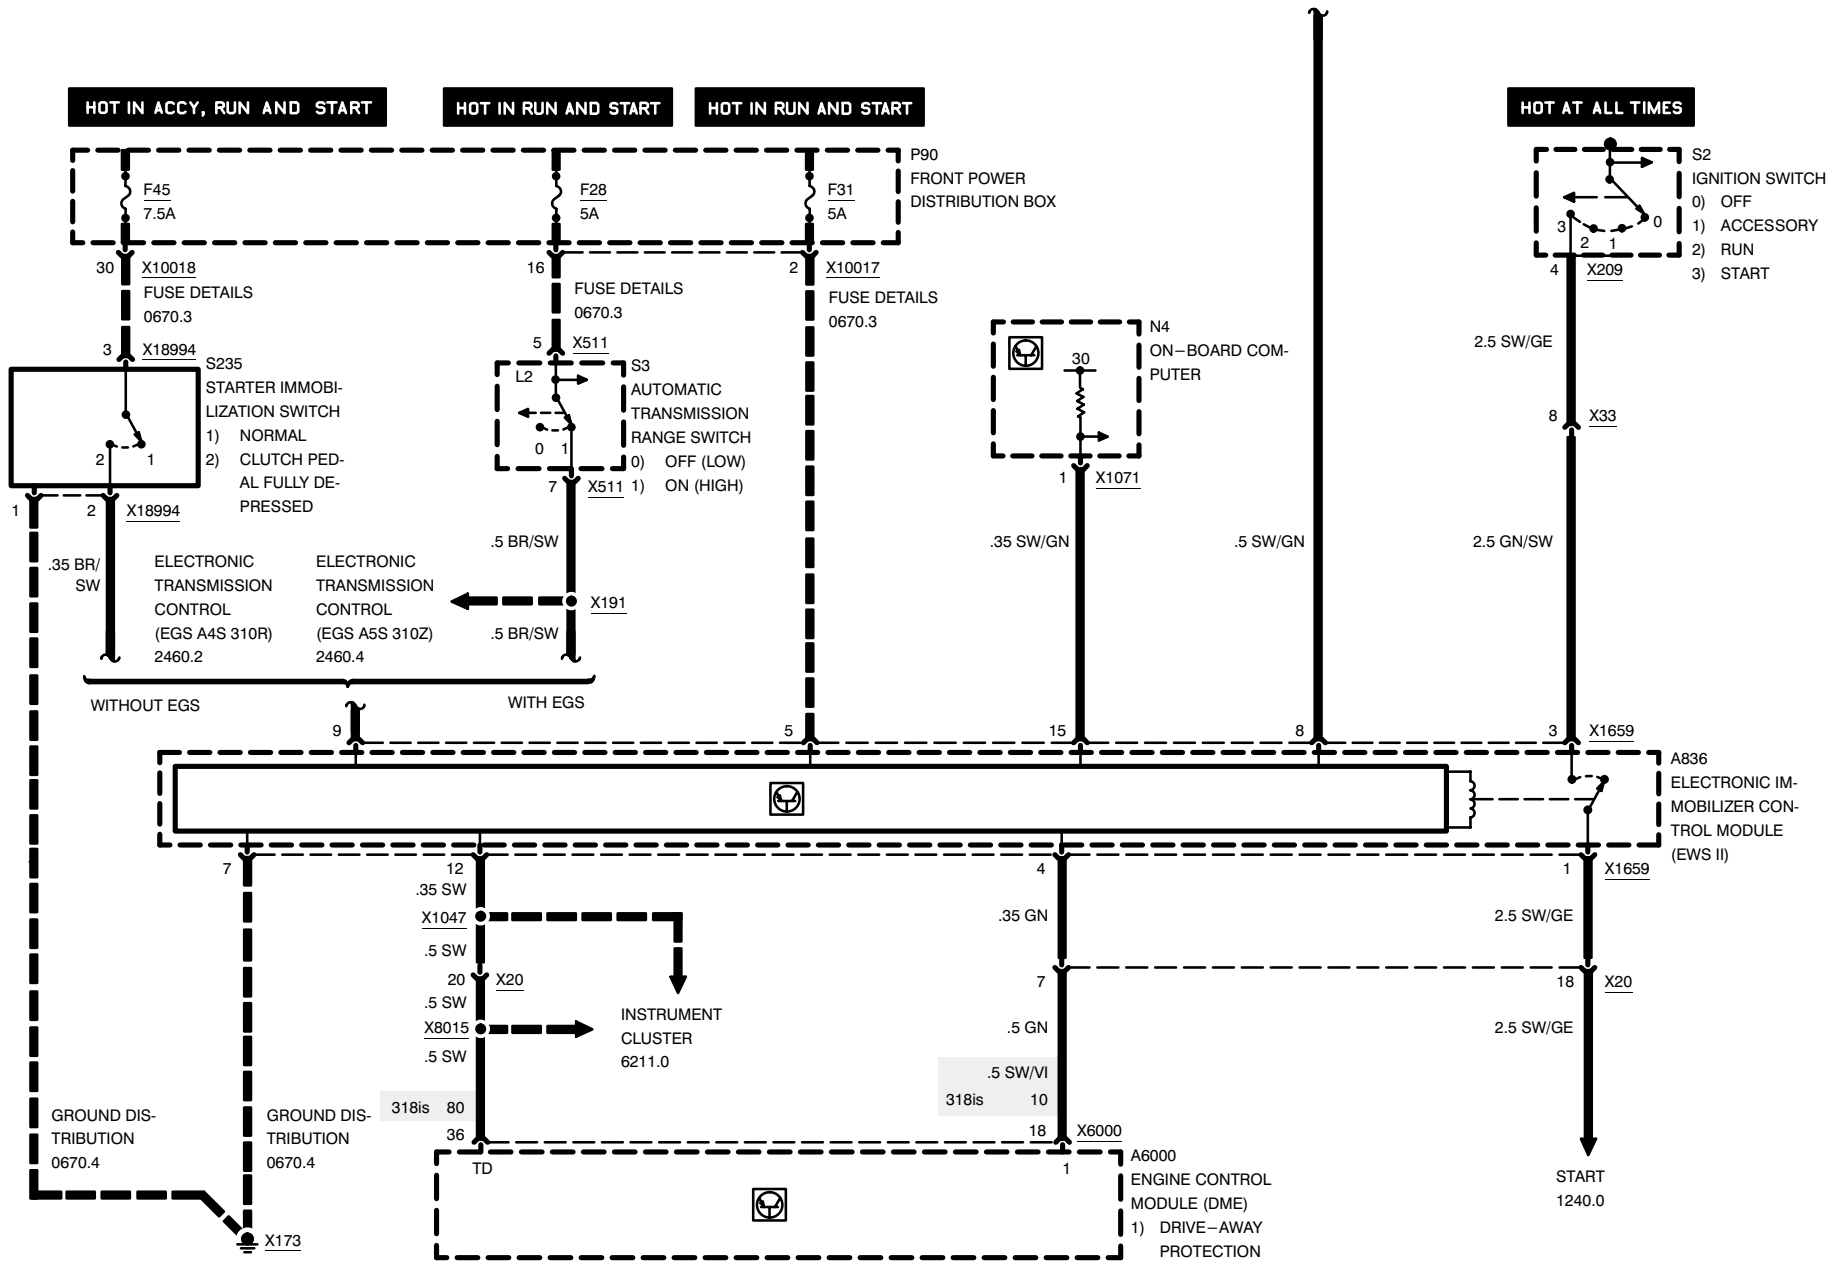 HOT IN ACCY, RUN AND START
HOT IN RUN AND START
HOT IN RUN AND START
HOT AT ALL TIMES
F45
7.5A
F28
5A
F31
5A
P90
FRONT POWER
DISTRIBUTION BOX
S2
IGNITION SWITCH
0) OFF
1) ACCESSORY
2) RUN
3) START
3
2
1
0
30
X10018
FUSE DETAILS
0670.3
16
FUSE DETAILS
0670.3
2
X10017
FUSE DETAILS
0670.3
4
X209
3
X18994
S235
STARTER IMMOBI-
LIZATION SWITCH
1) NORMAL
2) CLUTCH PED-
AL FULLY DE-
PRESSED
2
1
5
X511
L2
0
1
S3
AUTOMATIC
TRANSMISSION
RANGE SWITCH
0) OFF (LOW)
1) ON (HIGH)
N4
ON–BOARD COM-
PUTER
30
2.5 SW/GE
8
X33
1
2
X18994
7
X511
1
X1071
.35 BR/
SW
ELECTRONIC
TRANSMISSION
CONTROL
(EGS A4S 310R)
2460.2
ELECTRONIC
TRANSMISSION
CONTROL
(EGS A5S 310Z)
2460.4
.5 BR/SW
X191
.5 BR/SW
.35 SW/GN
.5 SW/GN
2.5 GN/SW
WITHOUT EGS
WITH EGS
9
5
15
8
3
X1659
A836
ELECTRONIC IM-
MOBILIZER CON-
TROL MODULE
(EWS II)
7
12
4
1
X1659
.35 SW
X1047
.5 SW
20
X20
.5 SW
X8015
.5 SW
INSTRUMENT
CLUSTER
6211.0
.35 GN
7
.5 GN
.5 SW/VI
318is 10
2.5 SW/GE
18
X20
2.5 SW/GE
318is 80
36
18
X6000
GROUND DIS-
TRIBUTION
0670.4
GROUND DIS-
TRIBUTION
0670.4
TD
1
A6000
ENGINE CONTROL
MODULE (DME)
1) DRIVE–AWAY
PROTECTION
START
1240.0
X173